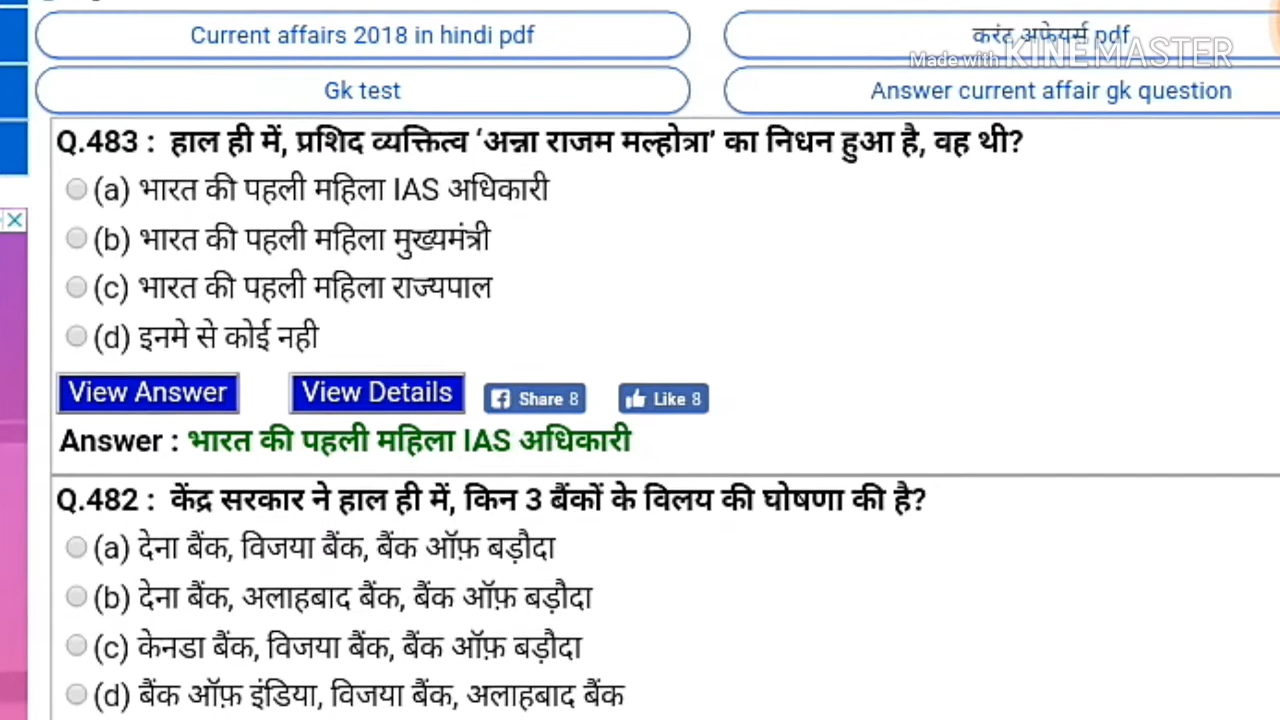 Current affairs 2018 in hindi pdf
करंट अफेयर्स pdf
Made with KINEMASTER
Gk test
Answer current affair gk question
Q.483 : हाल ही में, प्रशिद व्यक्तित्व ‘अन्ना राजम मल्होत्रा’ का निधन हुआ है, वह थी?
(a) भारत की पहली महिला IAS अधिकारी
(b) भारत की पहली महिला मुख्यमंत्री
(c) भारत की पहली महिला राज्यपाल
(d) इनमे से कोई नही
View Answer
View Details
Share 8
Like 8
Answer : भारत की पहली महिला IAS अधिकारी
Q.482 : केंद्र सरकार ने हाल ही में, किन 3 बैंकों के विलय की घोषणा की है?
(a) देना बैंक, विजया बैंक, बैंक ऑफ़ बड़ौदा
(b) देना बैंक, अलाहबाद बैंक, बैंक ऑफ़ बड़ौदा
(c) केनडा बैंक, विजया बैंक, बैंक ऑफ़ बड़ौदा
(d) बैंक ऑफ़ इंडिया, विजया बैंक, अलाहबाद बैंक